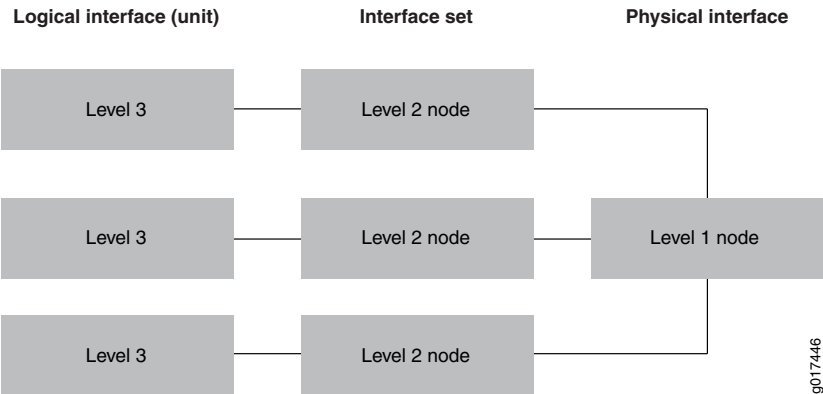 Logical interface (unit)
Interface set
Physical interface
Level 3
Level 2 node
Level 3
Level 2 node
Level 1 node
Level 3
Level 2 node
g017446